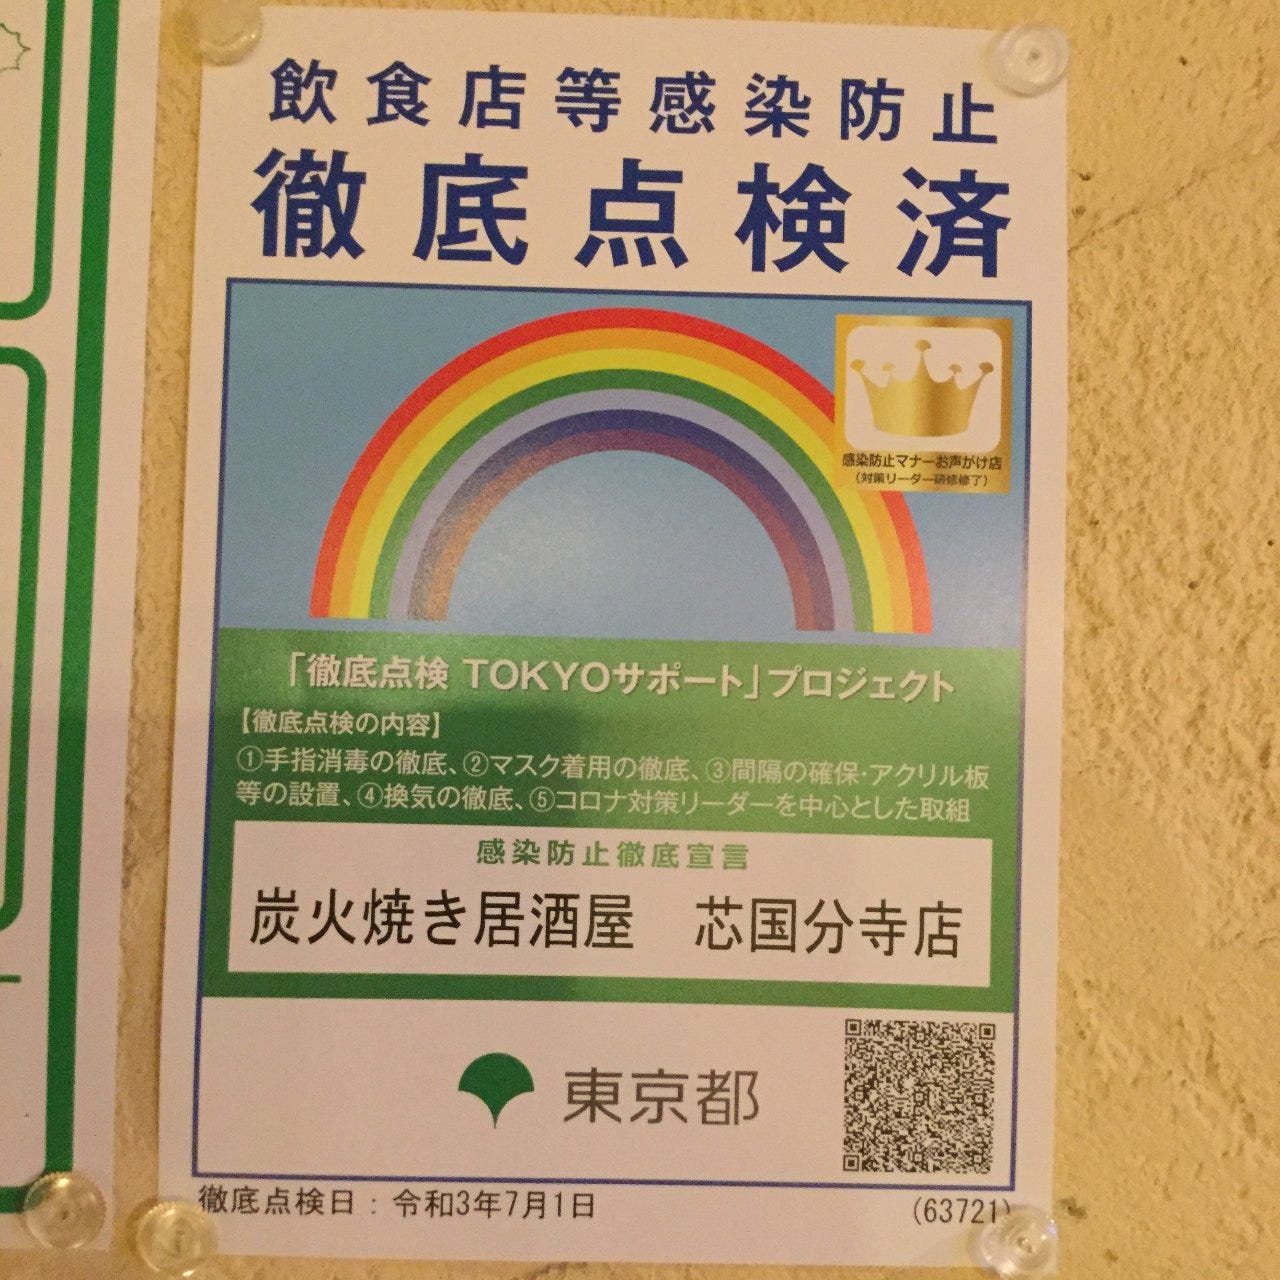 飲食店等感染防止
徹底点検済
感染防止マナーお声がけ店
(対策リーダー研修修了)
「徹底点検 TOKYOサポート」プロジェクト
【徹底点検の内容】
①手指消毒の徹底、②マスク着用の徹底、③間隔の確保・アクリル板
等の設置、④換気の徹底、⑤コロナ対策リーダーを中心とした取組
感染防止徹底宣言
炭火焼き居酒屋　芯国分寺店
東京都
徹底点検日：令和3年7月1日
(63721)